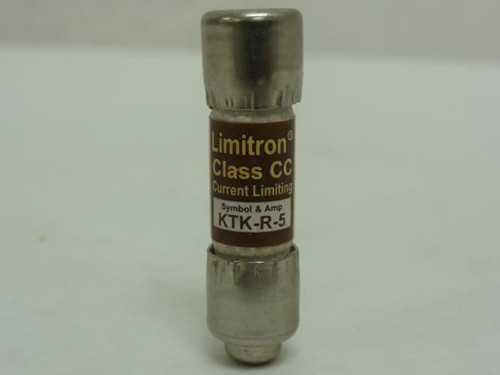 Limitron®
Class CC
Current Limiting
Symbol & Amp
KTK-R-5